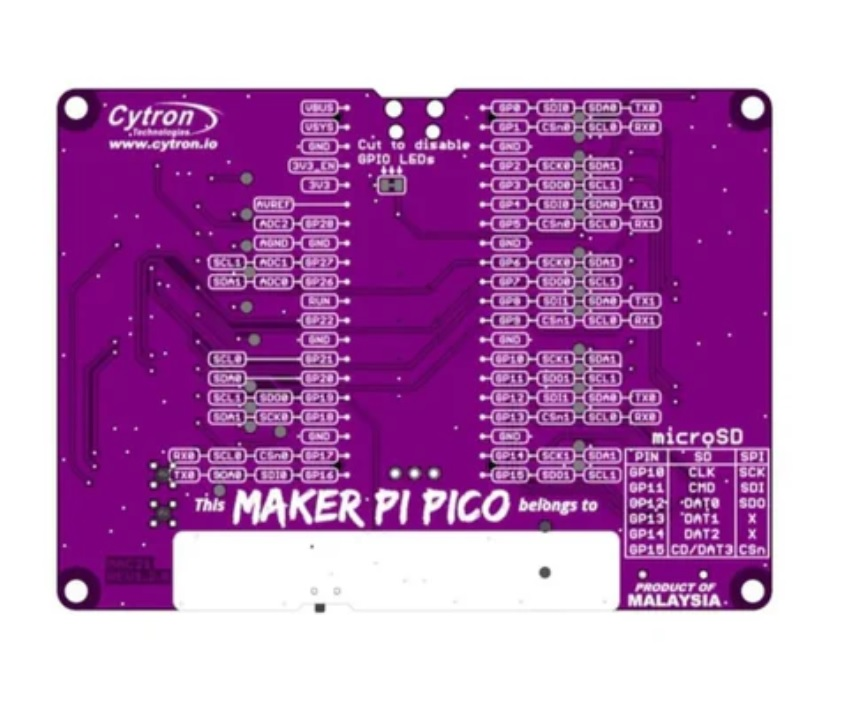 Cytron
Technologies
www.cytron.io
VBUS
VSYS
GND
3V3_EN
3V3
AVREF
ADC2 GP28
AGND GND
SCL1 ADC1 GP27
SDA1 ADC0 GP26
RUN
GP22
GND
SCL0 GP21
SDA0 GP20
SCL1 SDO0 GP19
SDA1 SCK0 GP18
GND
RX0 SCL0 CSn0 GP17
TX0 SDA0 SDI0 GP16
Cut to disable
GPIO LEDs
GP0 SDI0 SDA0 TX0
GP1 CSn0 SCL0 RX0
GND
GP2 SCK0 SDA1
GP3 SDO0 SCL1
GP4 SDI0 SDA0 TX1
GP5 CSn0 SCL0 RX1
GND
GP6 SCK0 SDA1
GP7 SDO0 SCL1
GP8 SDI1 SDA0 TX1
GP9 CSn1 SCL0 RX1
GND
GP10 SCK1 SDA1
GP11 SDO1 SCL1
GP12 SDI1 SDA0 TX0
GP13 CSn1 SCL0 RX0
GND
GP14 SCK1 SDA1
GP15 SDO1 SCL1
microSD
PIN SD SPI
GP10 CLK SCK
GP11 CMD SDI
GP12 DAT0 SDO
GP13 DAT1 X
GP14 DAT2 X
GP15 CD/DAT3 CSn
This MAKER PI PICO belongs to
PRODUCT OF
MALAYSIA